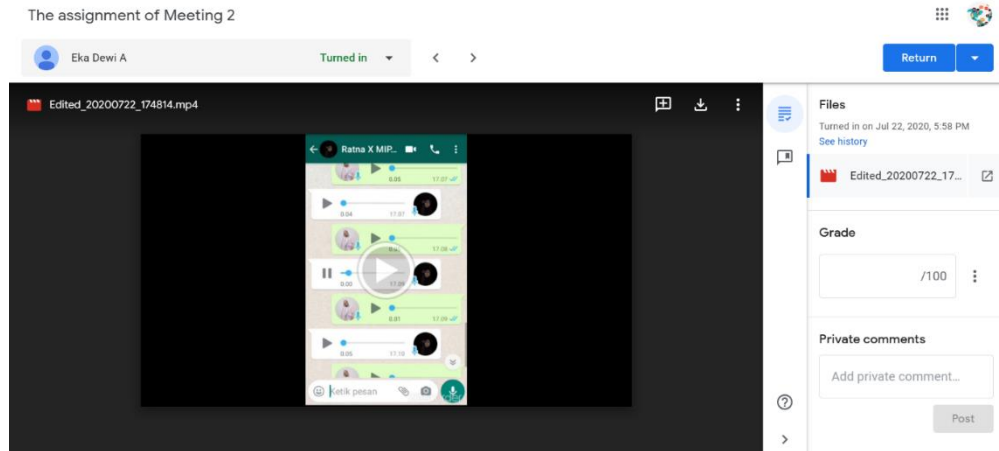 The assignment of Meeting 2
Eka Dewi A
Turned in
Return
Edited_20200722_174814.mp4
Files
Turned in on Jul 22, 2020, 5:58 PM
See history
Edited_20200722_17...
Grade
/100
Private comments
Add private comment...
Post
Ratna X MIP...
0.05 17.07
0.04 17.07
17.08
0.00 17.09
0.01 17.09
0.05 17.10
Ketik pesan